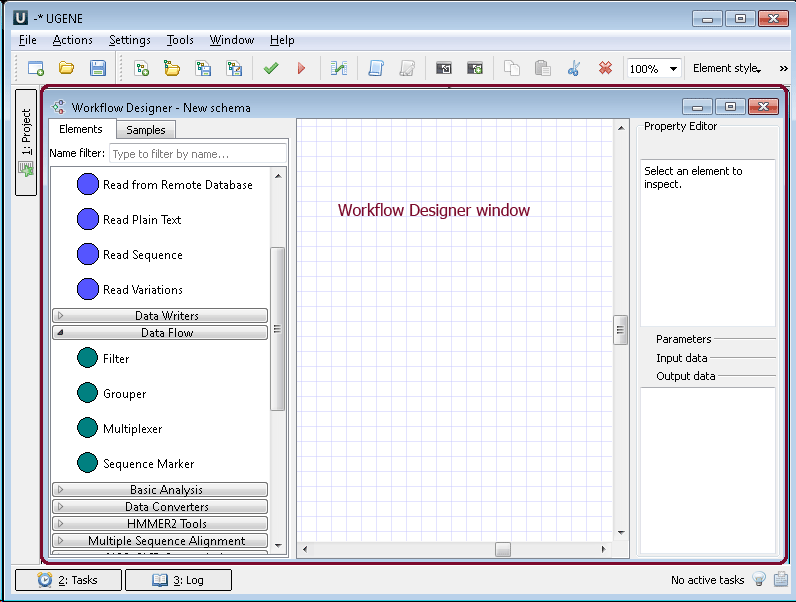 -* UGENE
File Actions Settings Tools Window Help
100% Element style
1: Project
Workflow Designer - New schema
Elements Samples
Name filter: Type to filter by name...
Read from Remote Database
Read Plain Text
Read Sequence
Read Variations
Data Writers
Data Flow
Filter
Grouper
Multiplexer
Sequence Marker
Basic Analysis
Data Converters
HMMER2 Tools
Multiple Sequence Alignment
Workflow Designer window
Property Editor
Select an element to
inspect.
Parameters
Input data
Output data
2: Tasks 3: Log No active tasks